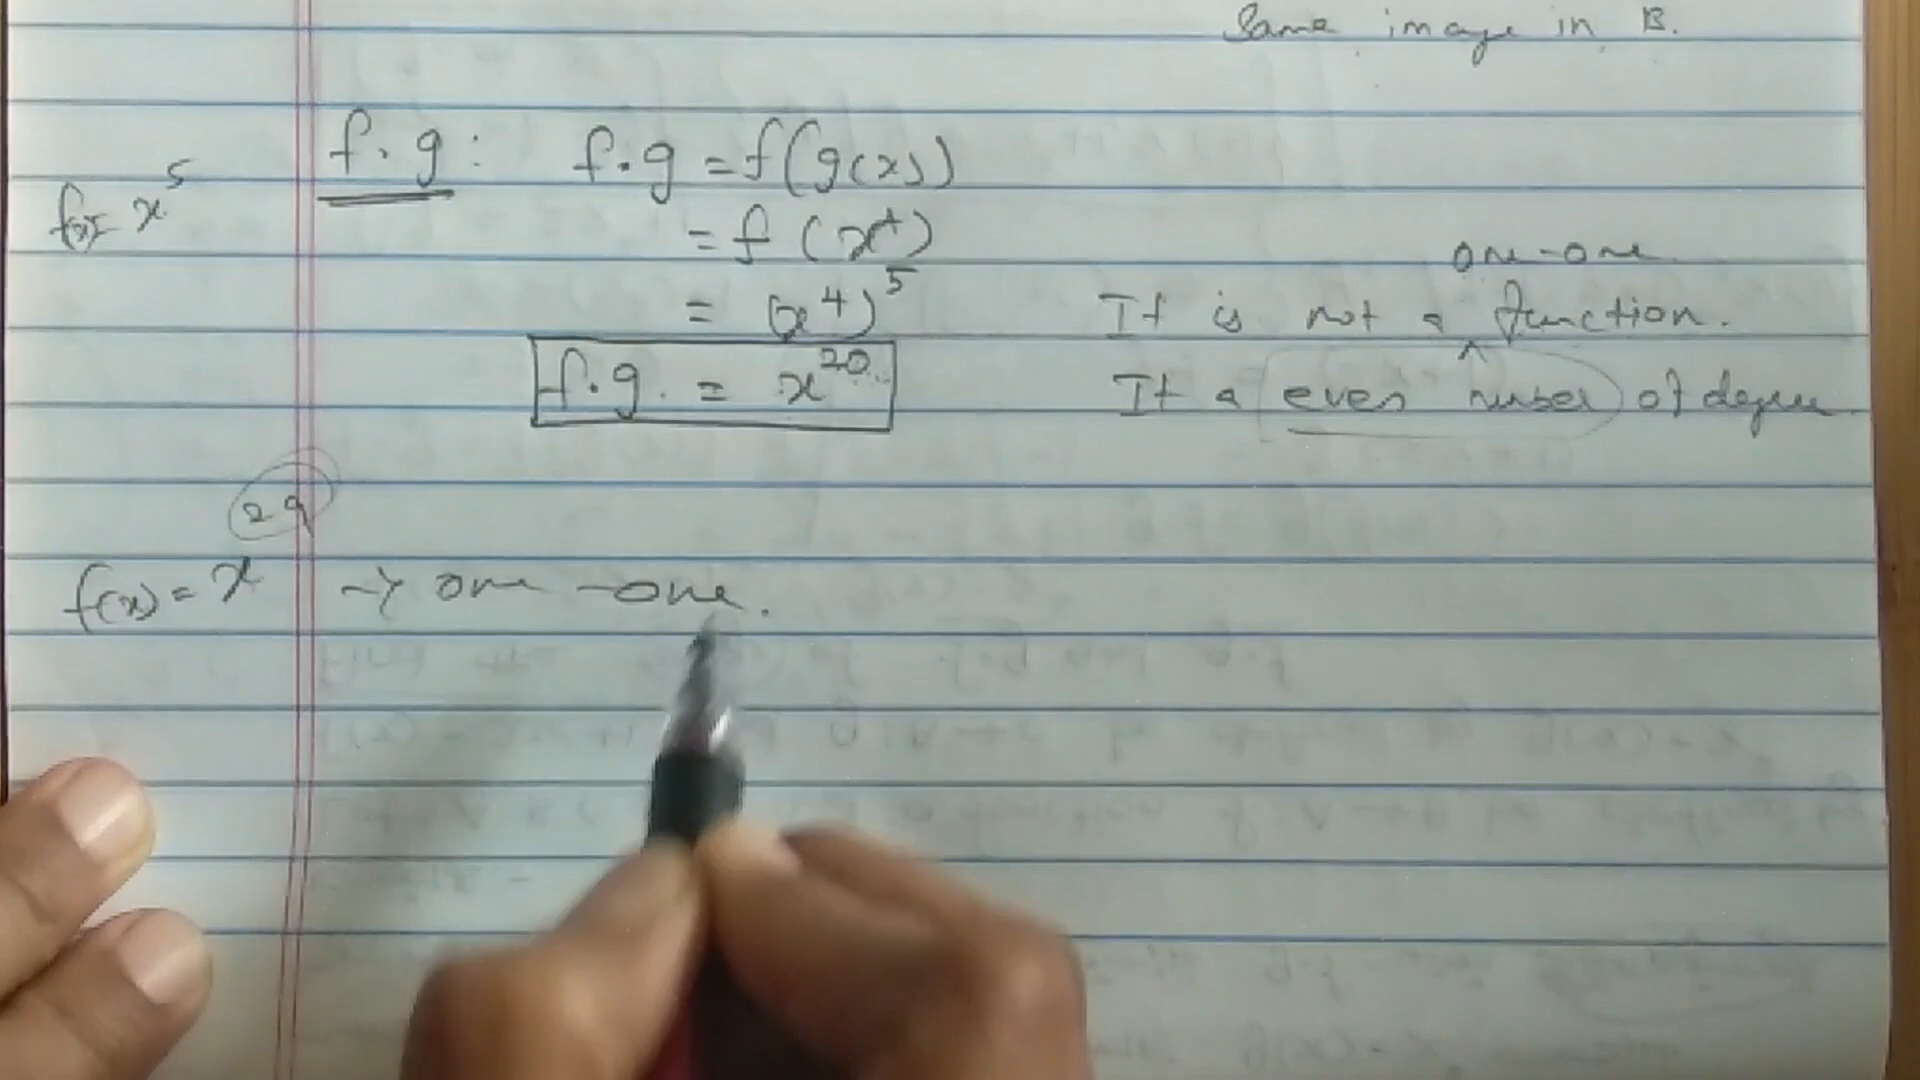 Same image in B.
f(x)= x⁵
f.g : f.g = f(g(x))
= f (x⁴)
= (x⁴)⁵
f.g. = x²⁰
one-one
It is not a ^ function.
It a even number of degree.
f(x) = x²⁹ → one-one.